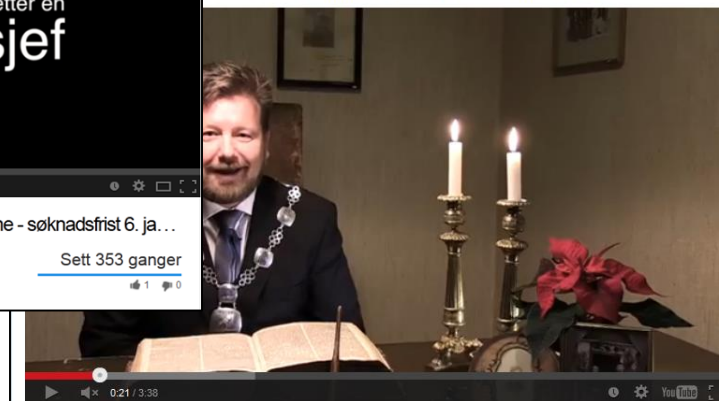 etter en
sjef
ne - søknadsfrist 6. ja...
Sett 353 ganger
1 0
0:21 / 3:38
YouTube